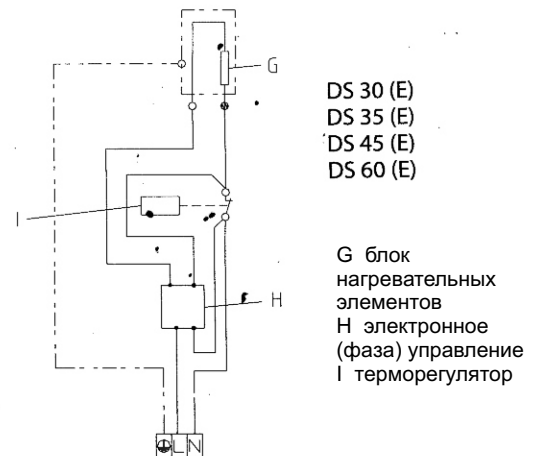 G
DS 30 (E)
DS 35 (E)
DS 45 (E)
DS 60 (E)
I
G блок
нагревательных
элементов
H
H электронное
(фаза) управление
I терморегулятор
L N